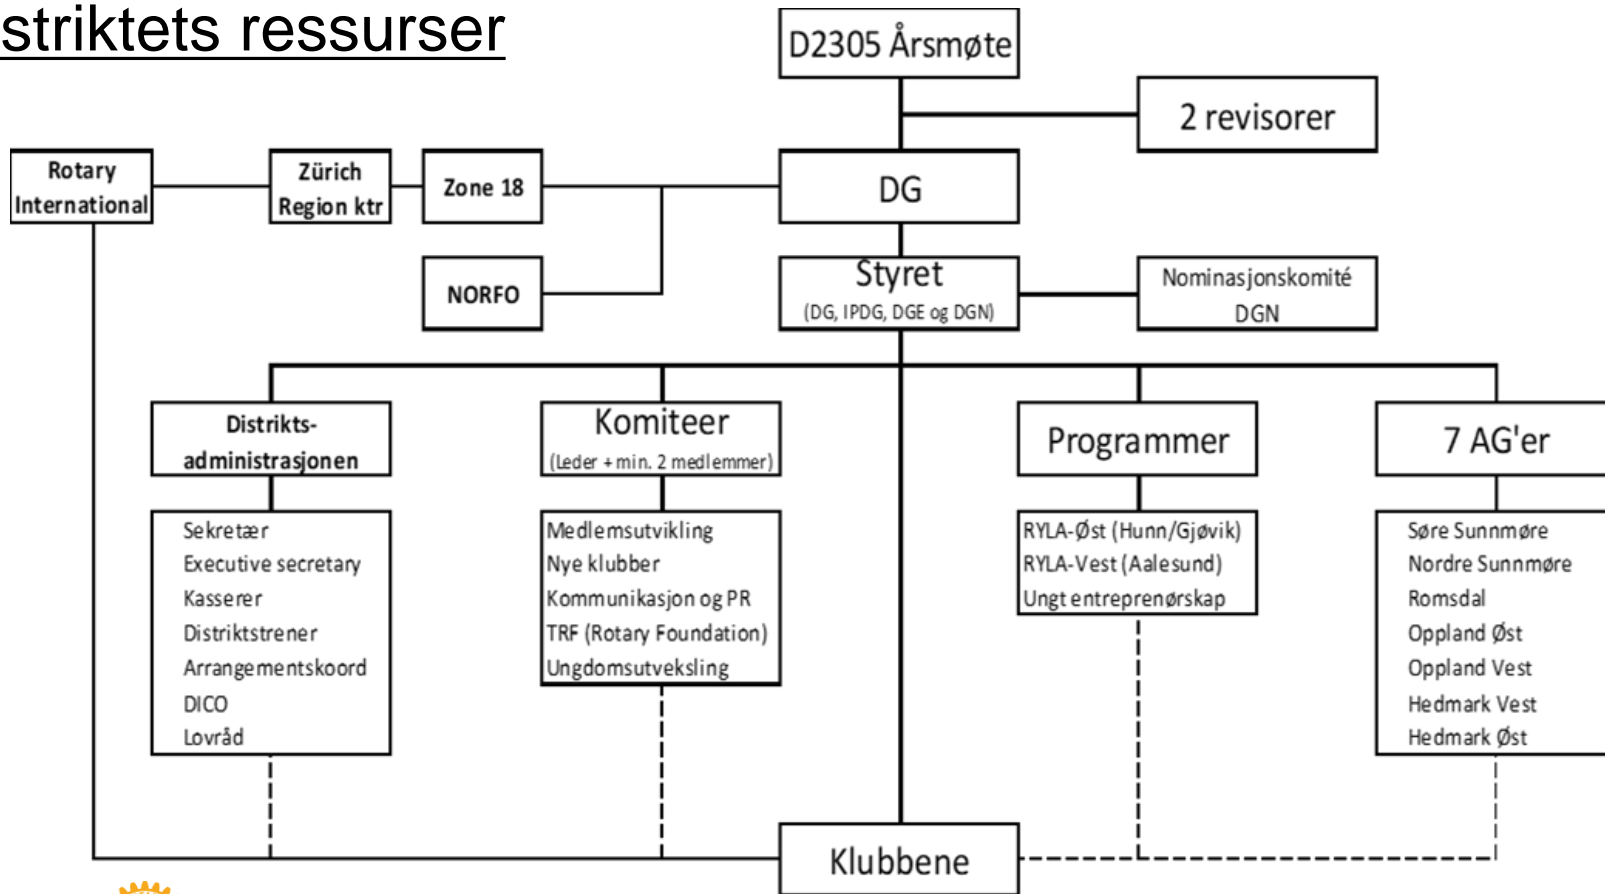 striktets ressurser
D2305 Årsmøte
2 revisorer
Rotary
International
Zürich
Region ktr
Zone 18
DG
NORFO
Styret
(DG, IPDG, DGE og DGN)
Nominasjonskomité
DGN
Distrikts-
administrasjonen
Komiteer
(Leder + min. 2 medlemmer)
Programmer
7 AG'er
Sekretær
Executive secretary
Kasserer
Distriktstrener
Arrangementskoord
DICO
Lovråd
Medlemsutvikling
Nye klubber
Kommunikasjon og PR
TRF (Rotary Foundation)
Ungdomsutveksling
RYLA-Øst (Hunn/Gjøvik)
RYLA-Vest (Aalesund)
Ungt entreprenørskap
Søre Sunnmøre
Nordre Sunnmøre
Romsdal
Oppland Øst
Oppland Vest
Hedmark Vest
Hedmark Øst
Klubbene